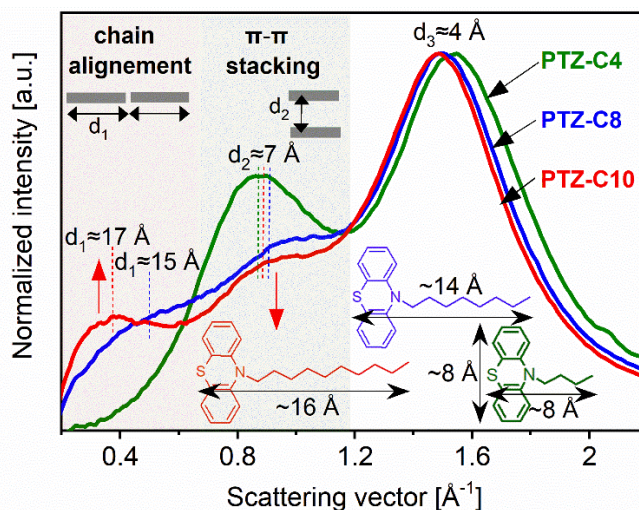 chain
alignement
d₁
π-π
stacking
d₂
d₂≈7 Å
d₃≈4 Å
PTZ-C4
PTZ-C8
PTZ-C10
d₁≈17 Å
d₁≈15 Å
S
N
~14 Å
S
N
~16 Å
~8 Å
S
N
~8 Å
Normalized intensity [a.u.]
0.4
0.8
1.2
1.6
2
Scattering vector [Å⁻¹]